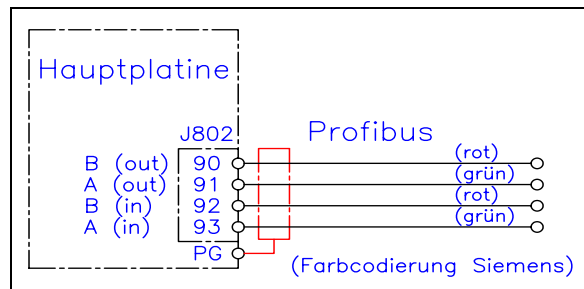 Hauptplatine
J802
Profibus
B (out) 90 (rot)
A (out) 91 (grün)
B (in) 92 (rot)
A (in) 93 (grün)
PG
(Farbcodierung Siemens)